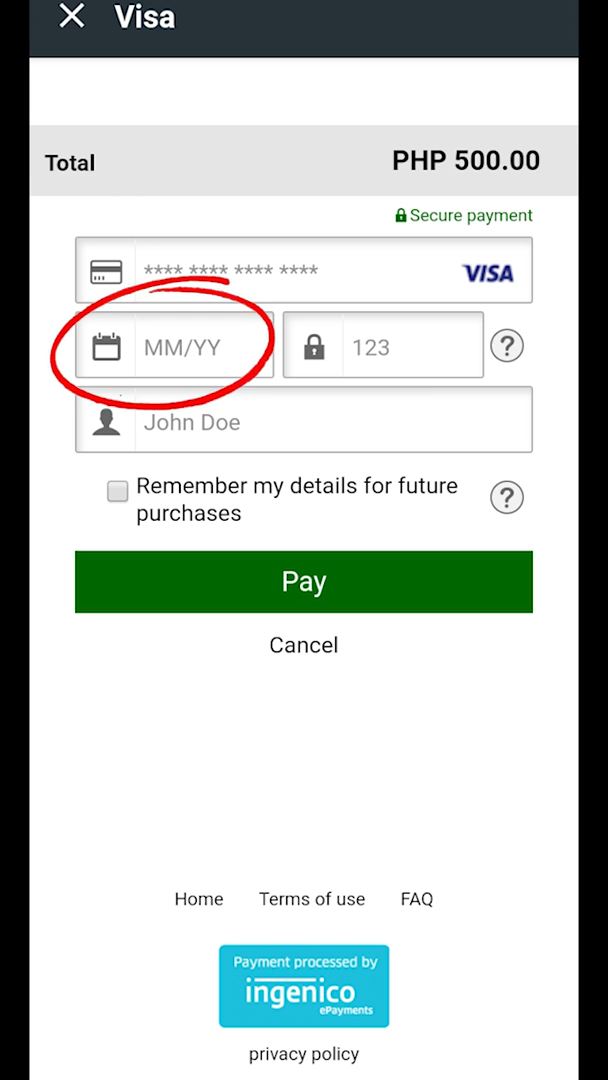 Visa
Total PHP 500.00
Secure payment
**** **** **** **** VISA
MM/YY 123 ?
John Doe
Remember my details for future ?
purchases
Pay
Cancel
Home Terms of use FAQ
Payment processed by
ingenico
ePayments
privacy policy